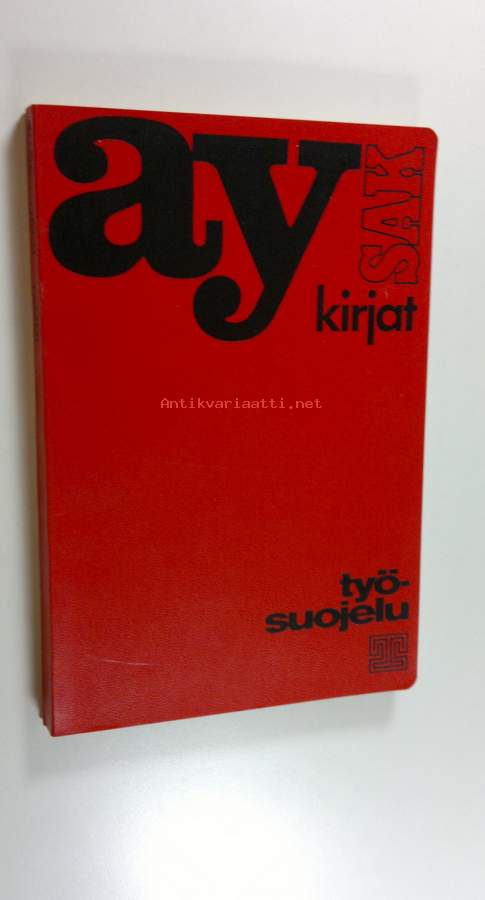 ay
SAK
kirjat
Antikvariaatti.net
työ-
suojelu